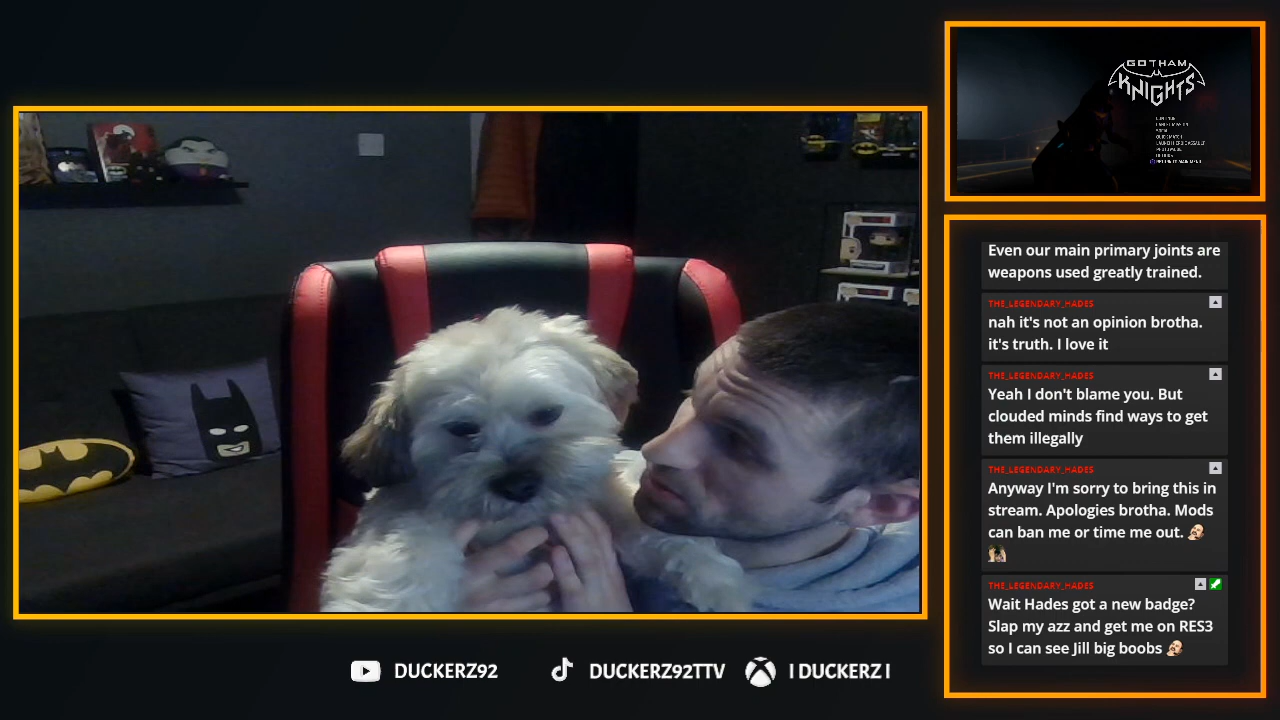 GOTHAM
KNIGHTS
Even our main primary joints are
weapons used greatly trained.
THE_LEGENDARY_HADES
nah it's not an opinion brotha.
it's truth. I love it
THE_LEGENDARY_HADES
Yeah I don't blame you. But
clouded minds find ways to get
them illegally
THE_LEGENDARY_HADES
Anyway I'm sorry to bring this in
stream. Apologies brotha. Mods
can ban me or time me out.
THE_LEGENDARY_HADES
Wait Hades got a new badge?
Slap my azz and get me on RES3
so I can see Jill big boobs
DUCKERZ92
DUCKERZ92TTV
I DUCKERZ I